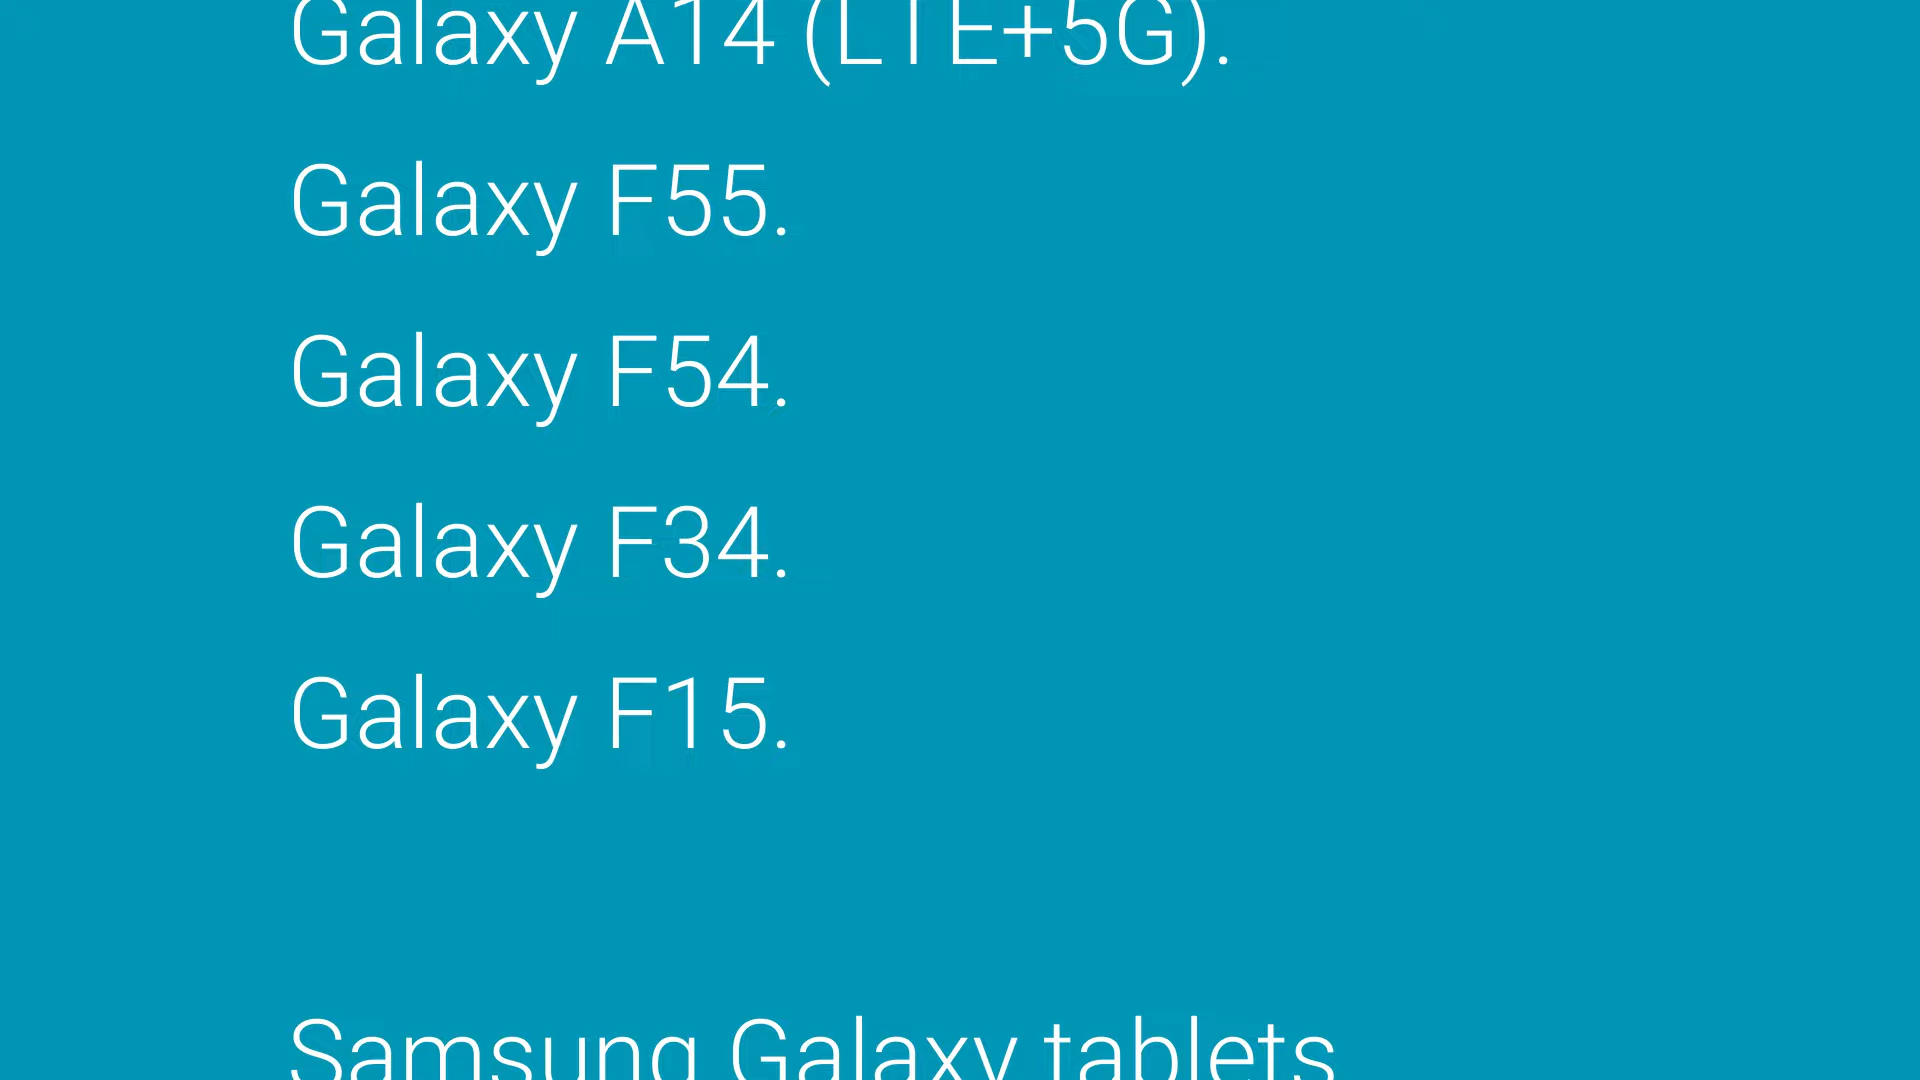 Galaxy A14 (LTE+5G).
Galaxy F55.
Galaxy F54.
Galaxy F34.
Galaxy F15.
Samsung Galaxy tablets